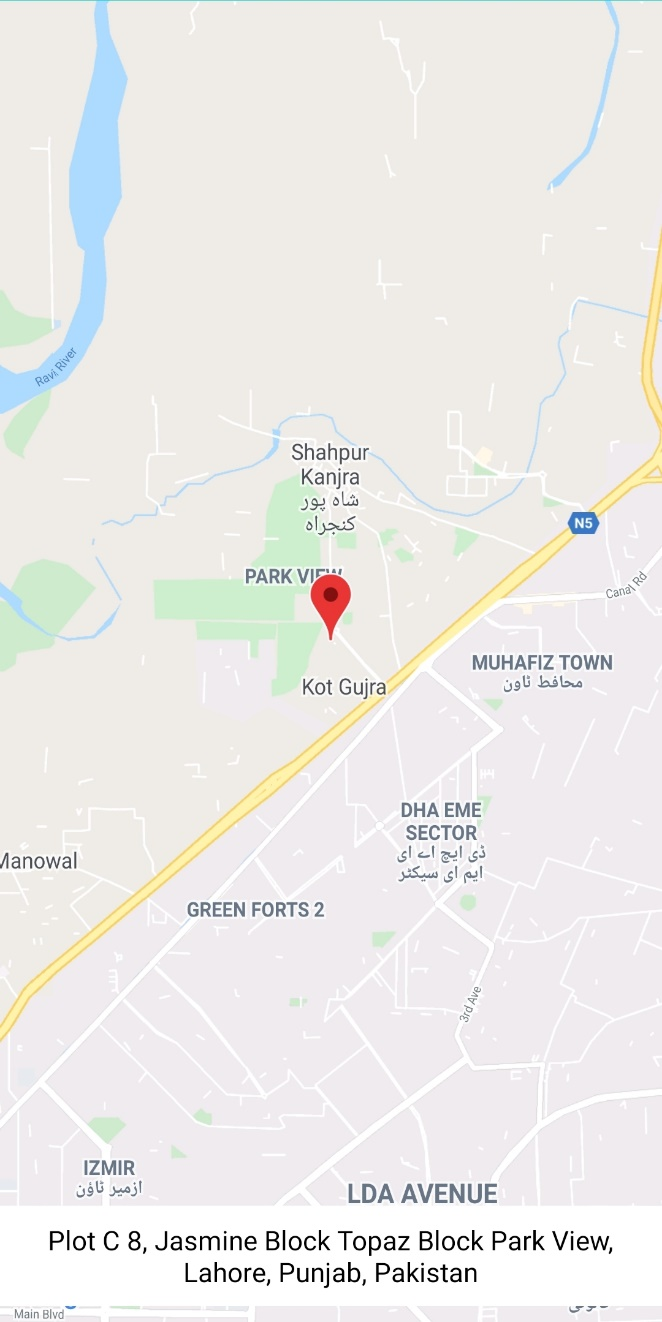 Ravi River
Shahpur
Kanjra
شاہ پور
کنجراہ
N5
PARK VIEW
Canal Rd
MUHAFIZ TOWN
محافظ ٹاون
Kot Gujra
DHA EME
SECTOR
ڈی ایچ اے ای
ایم ای سیکٹر
Manowal
GREEN FORTS 2
3rd Ave
IZMIR
ازمیر ٹاؤن
LDA AVENUE
Plot C 8, Jasmine Block Topaz Block Park View,
Lahore, Punjab, Pakistan
Main Blvd